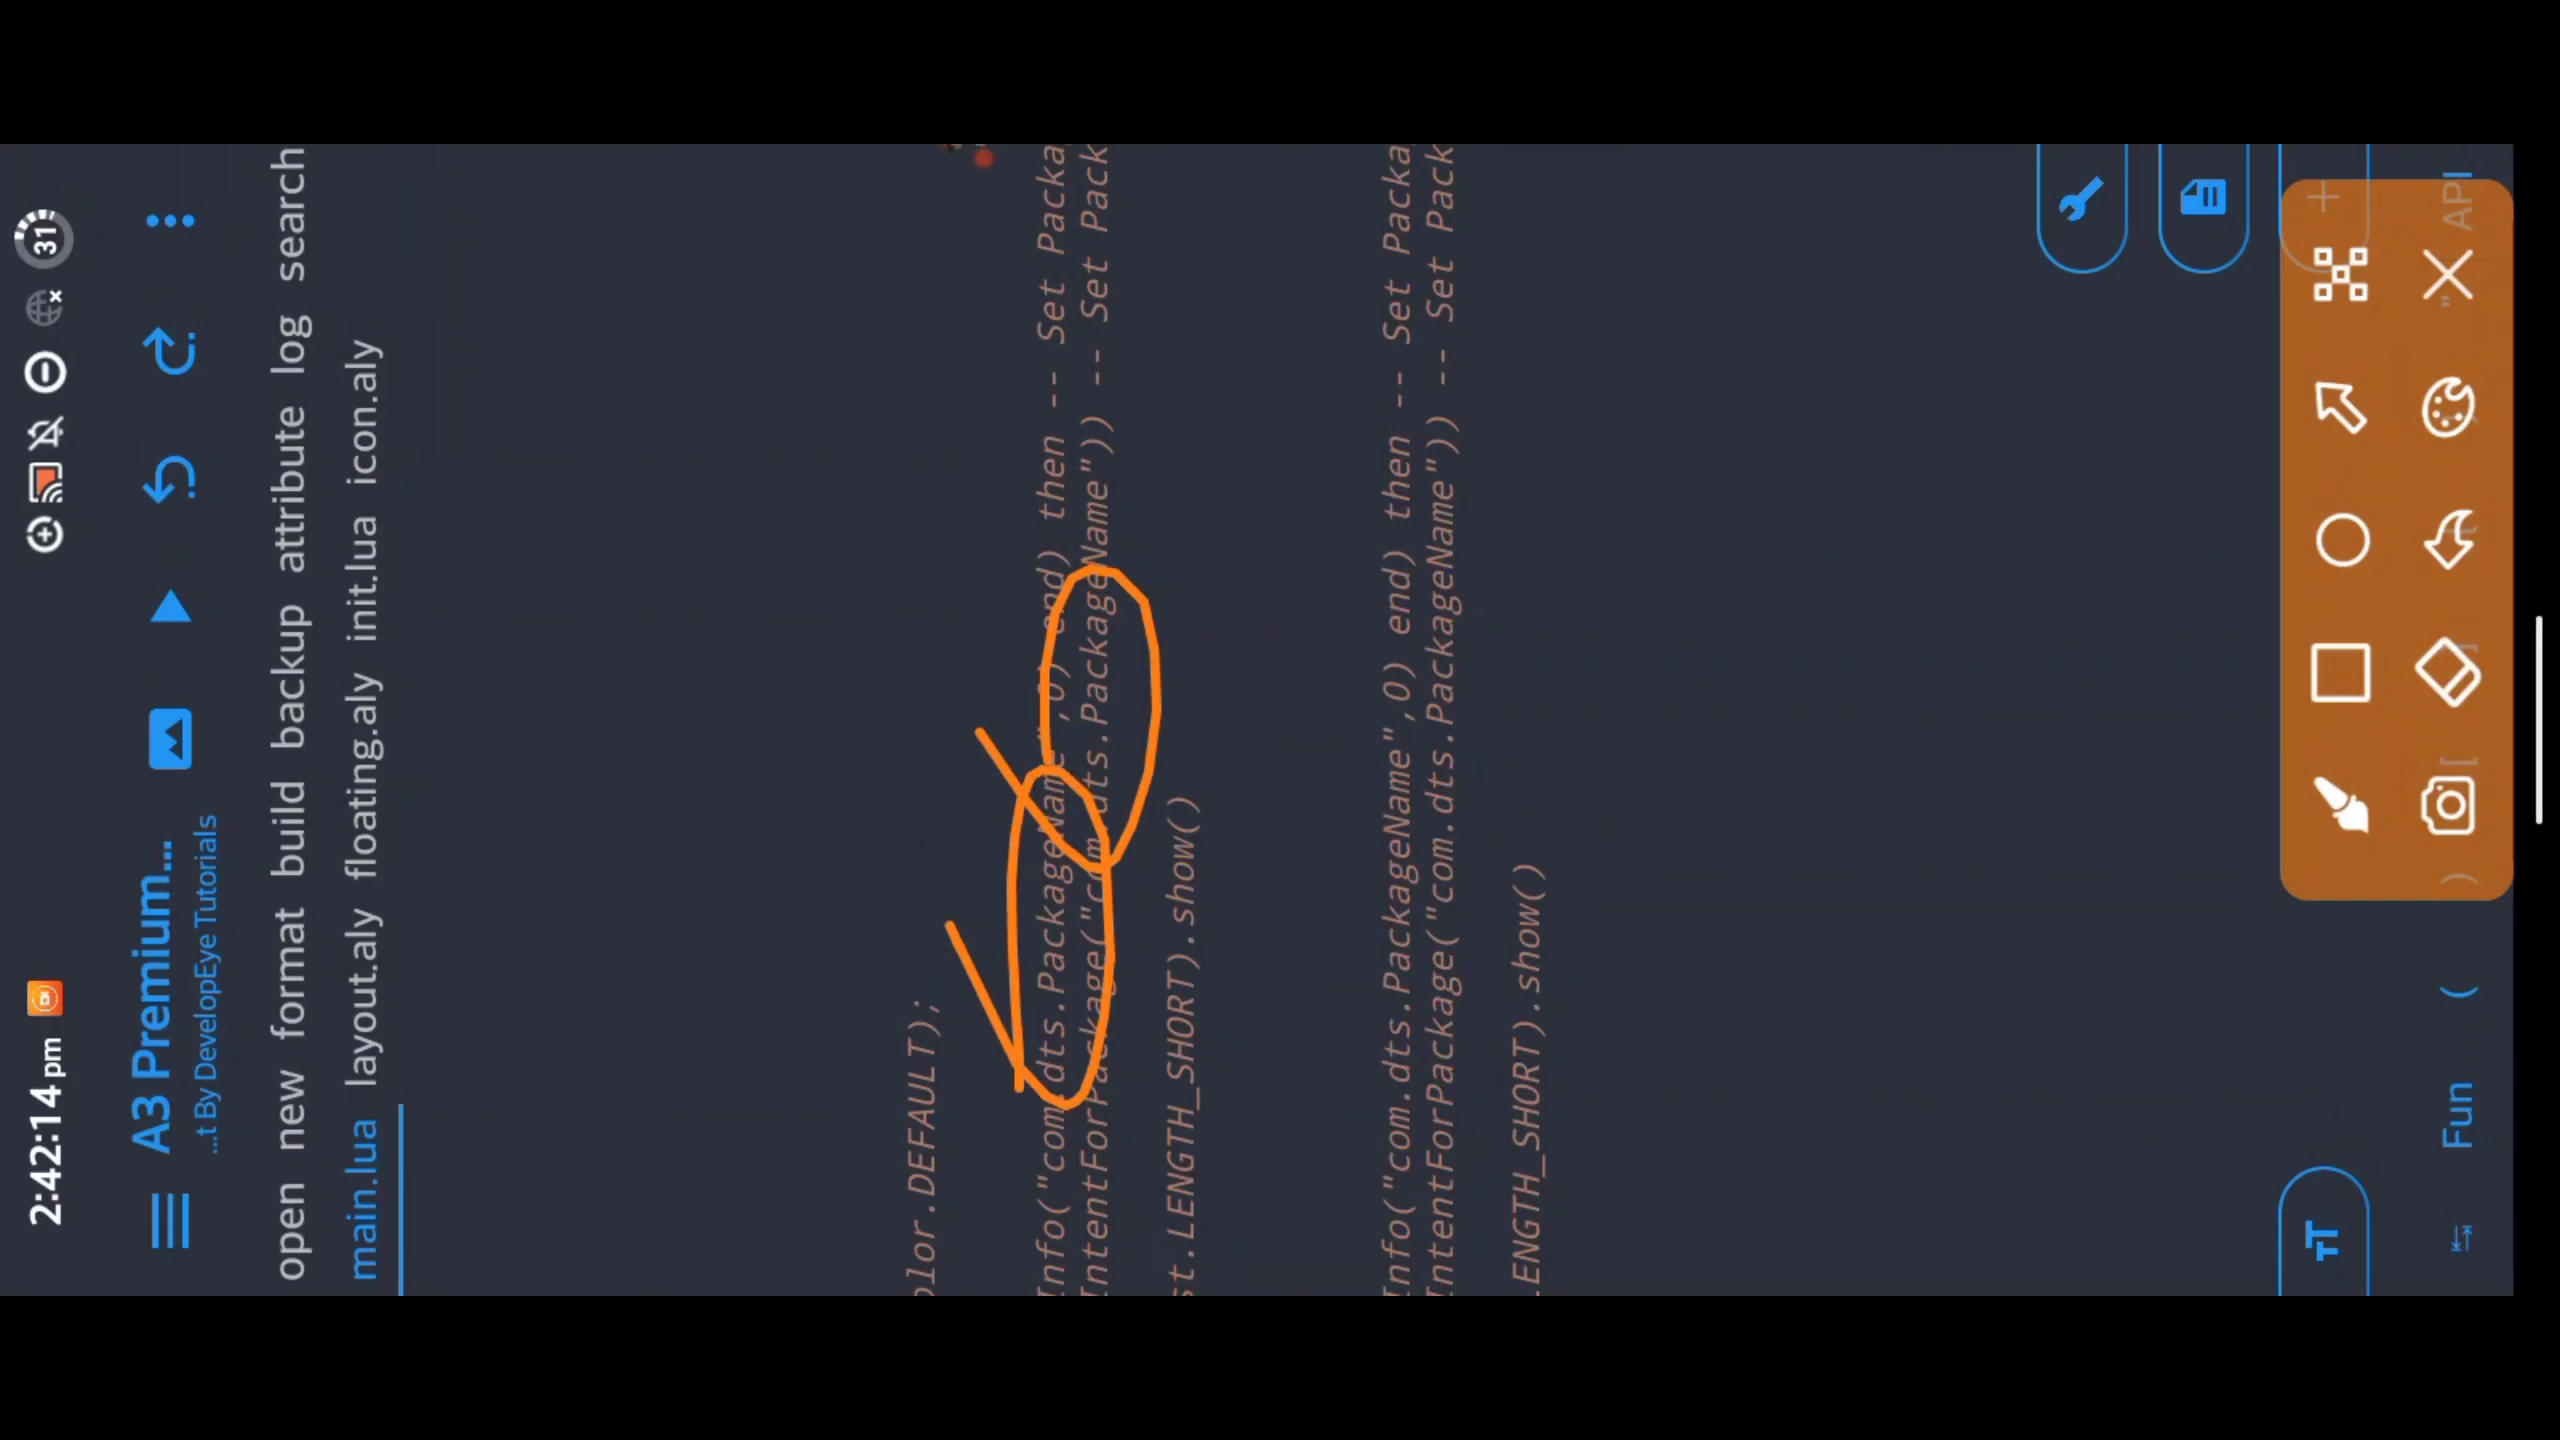 2:42:14 pm
31
A3 Premium...
...t By DevelopEye Tutorials
open new format build backup attribute log search
main.lua layout.aly floating.aly init.lua icon.aly
olor.DEFAULT);
Info("com.dts.PackageName",0) end) then -- Set Packa
IntentForPackage("com.dts.PackageName")) -- Set Pack
st.LENGTH_SHORT).show()
Info("com.dts.PackageName",0) end) then -- Set Packa
IntentForPackage("com.dts.PackageName")) -- Set Pack
.ENGTH_SHORT).show()
TT
Fun ( ) [ ] " API